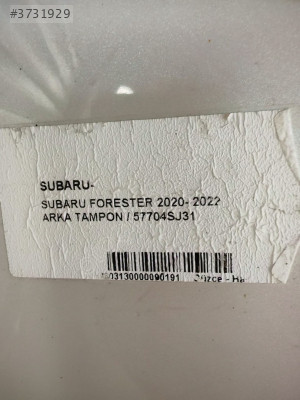 #3731929
SUBARU-
SUBARU FORESTER 2020- 2022
ARKA TAMPON / 57704SJ31